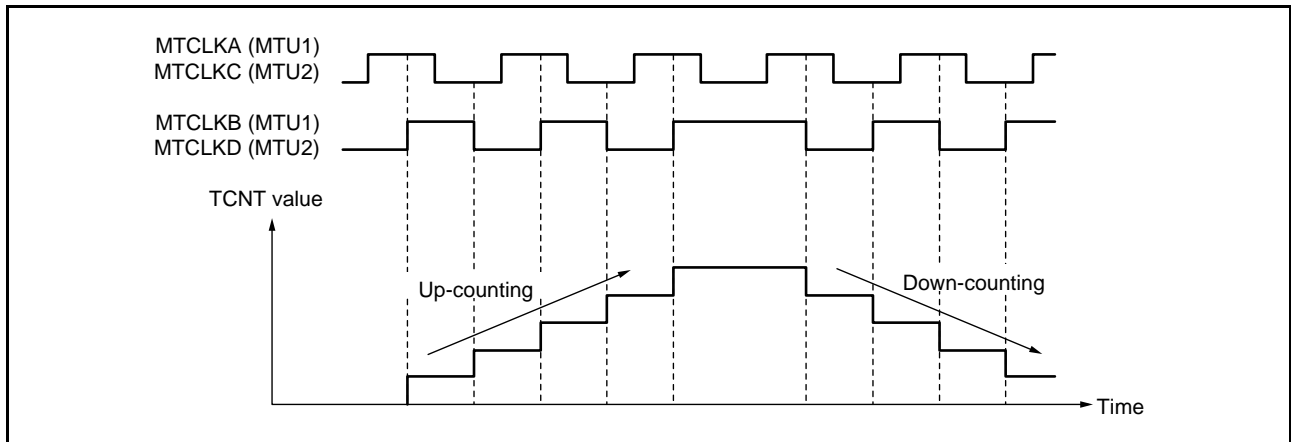 MTCLKA (MTU1)
MTCLKC (MTU2)
MTCLKB (MTU1)
MTCLKD (MTU2)
TCNT value
Up-counting
Down-counting
Time